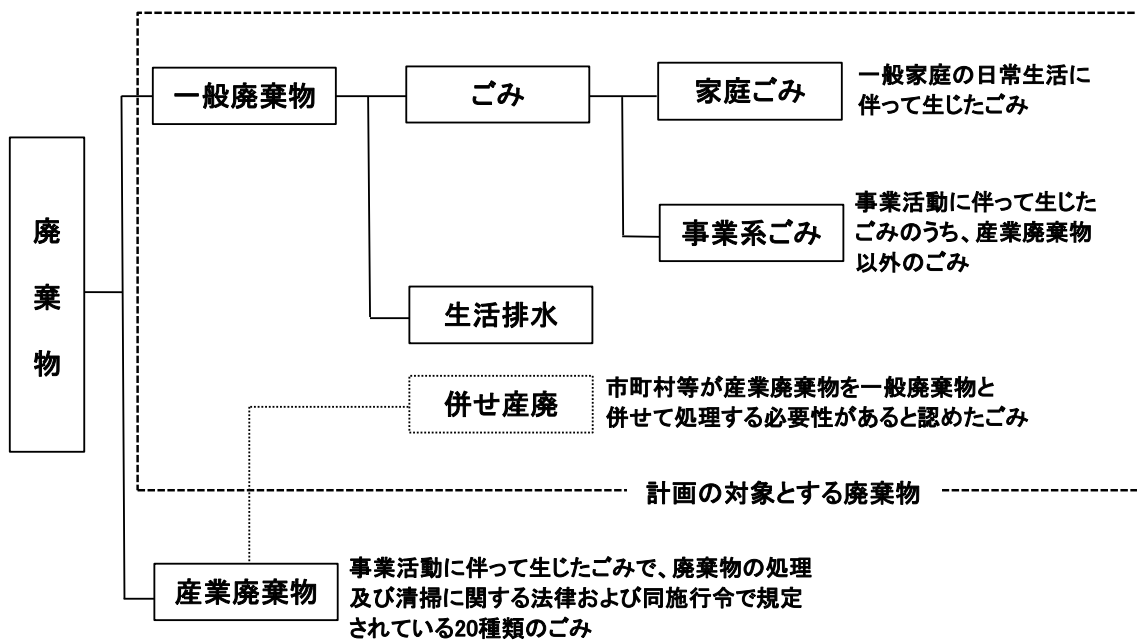 廃棄物
一般廃棄物
ごみ
家庭ごみ
一般家庭の日常生活に
伴って生じたごみ
事業系ごみ
事業活動に伴って生じた
ごみのうち、産業廃棄物
以外のごみ
生活排水
併せ産廃
市町村等が産業廃棄物を一般廃棄物と
併せて処理する必要性があると認めたごみ
計画の対象とする廃棄物
産業廃棄物
事業活動に伴って生じたごみで、廃棄物の処理
及び清掃に関する法律および同施行令で規定
されている20種類のごみ